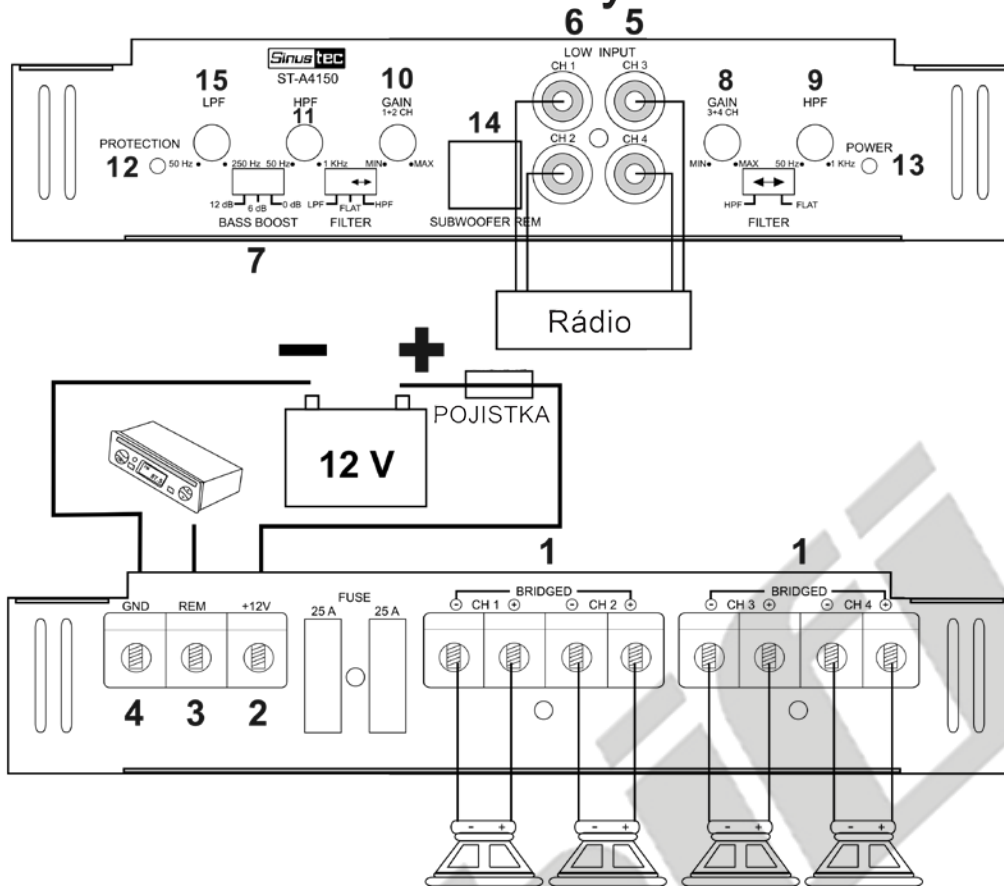 y
6 5
LOW INPUT
Sinustec
ST-A4150
CH 1 CH 3
15 10 8 9
LPF HPF GAIN GAIN HPF
11 1+2 CH 3+4 CH
14
PROTECTION CH 2 CH 4 POWER
12 13
50 Hz 250 Hz 50 Hz 1 KHz MIN MAX MIN MAX 50 Hz 1 KHz
12 dB 6 dB 0 dB LPF FLAT HPF HPF FLAT
BASS BOOST FILTER SUBWOOFER REM FILTER
7
Rádio
− +
POJISTKA
12 V
1 1
GND REM +12V FUSE BRIDGED BRIDGED
25 A 25 A - CH 1 + - CH 2 + - CH 3 + - CH 4 +
4 3 2
- + - + - + - +